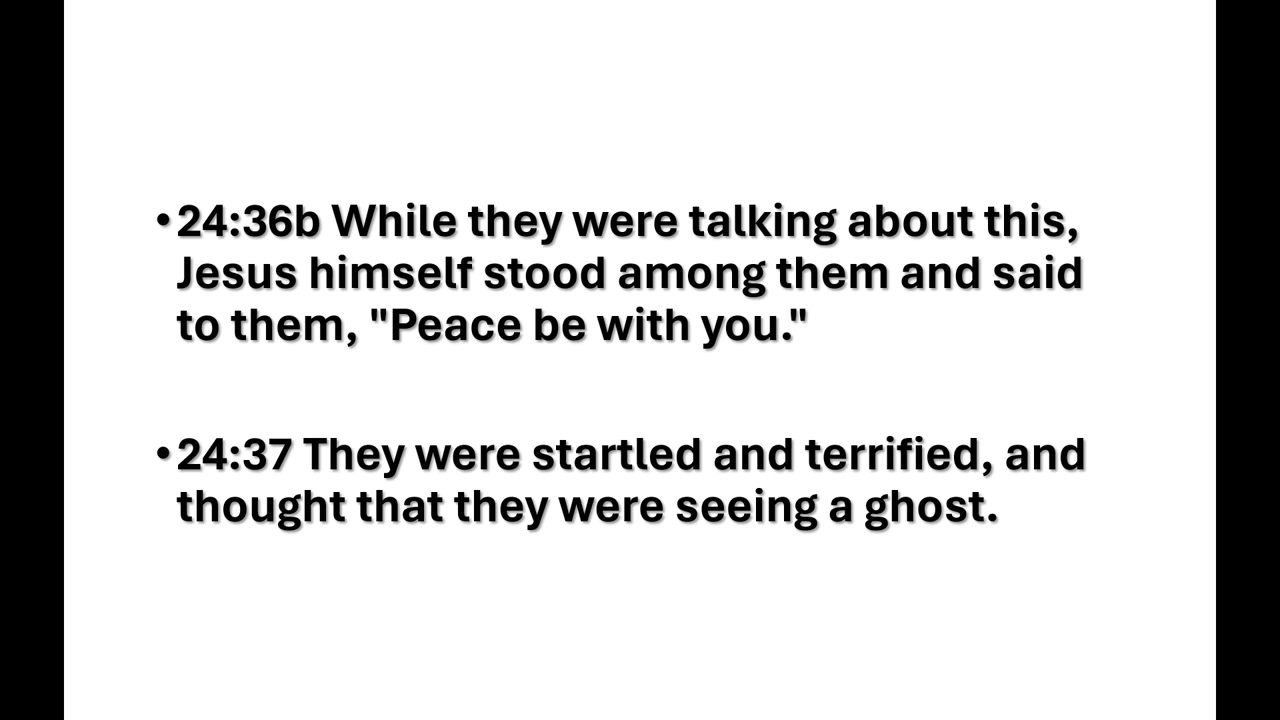 •24:36b While they were talking about this,
Jesus himself stood among them and said
to them, "Peace be with you."
•24:37 They were startled and terrified, and
thought that they were seeing a ghost.